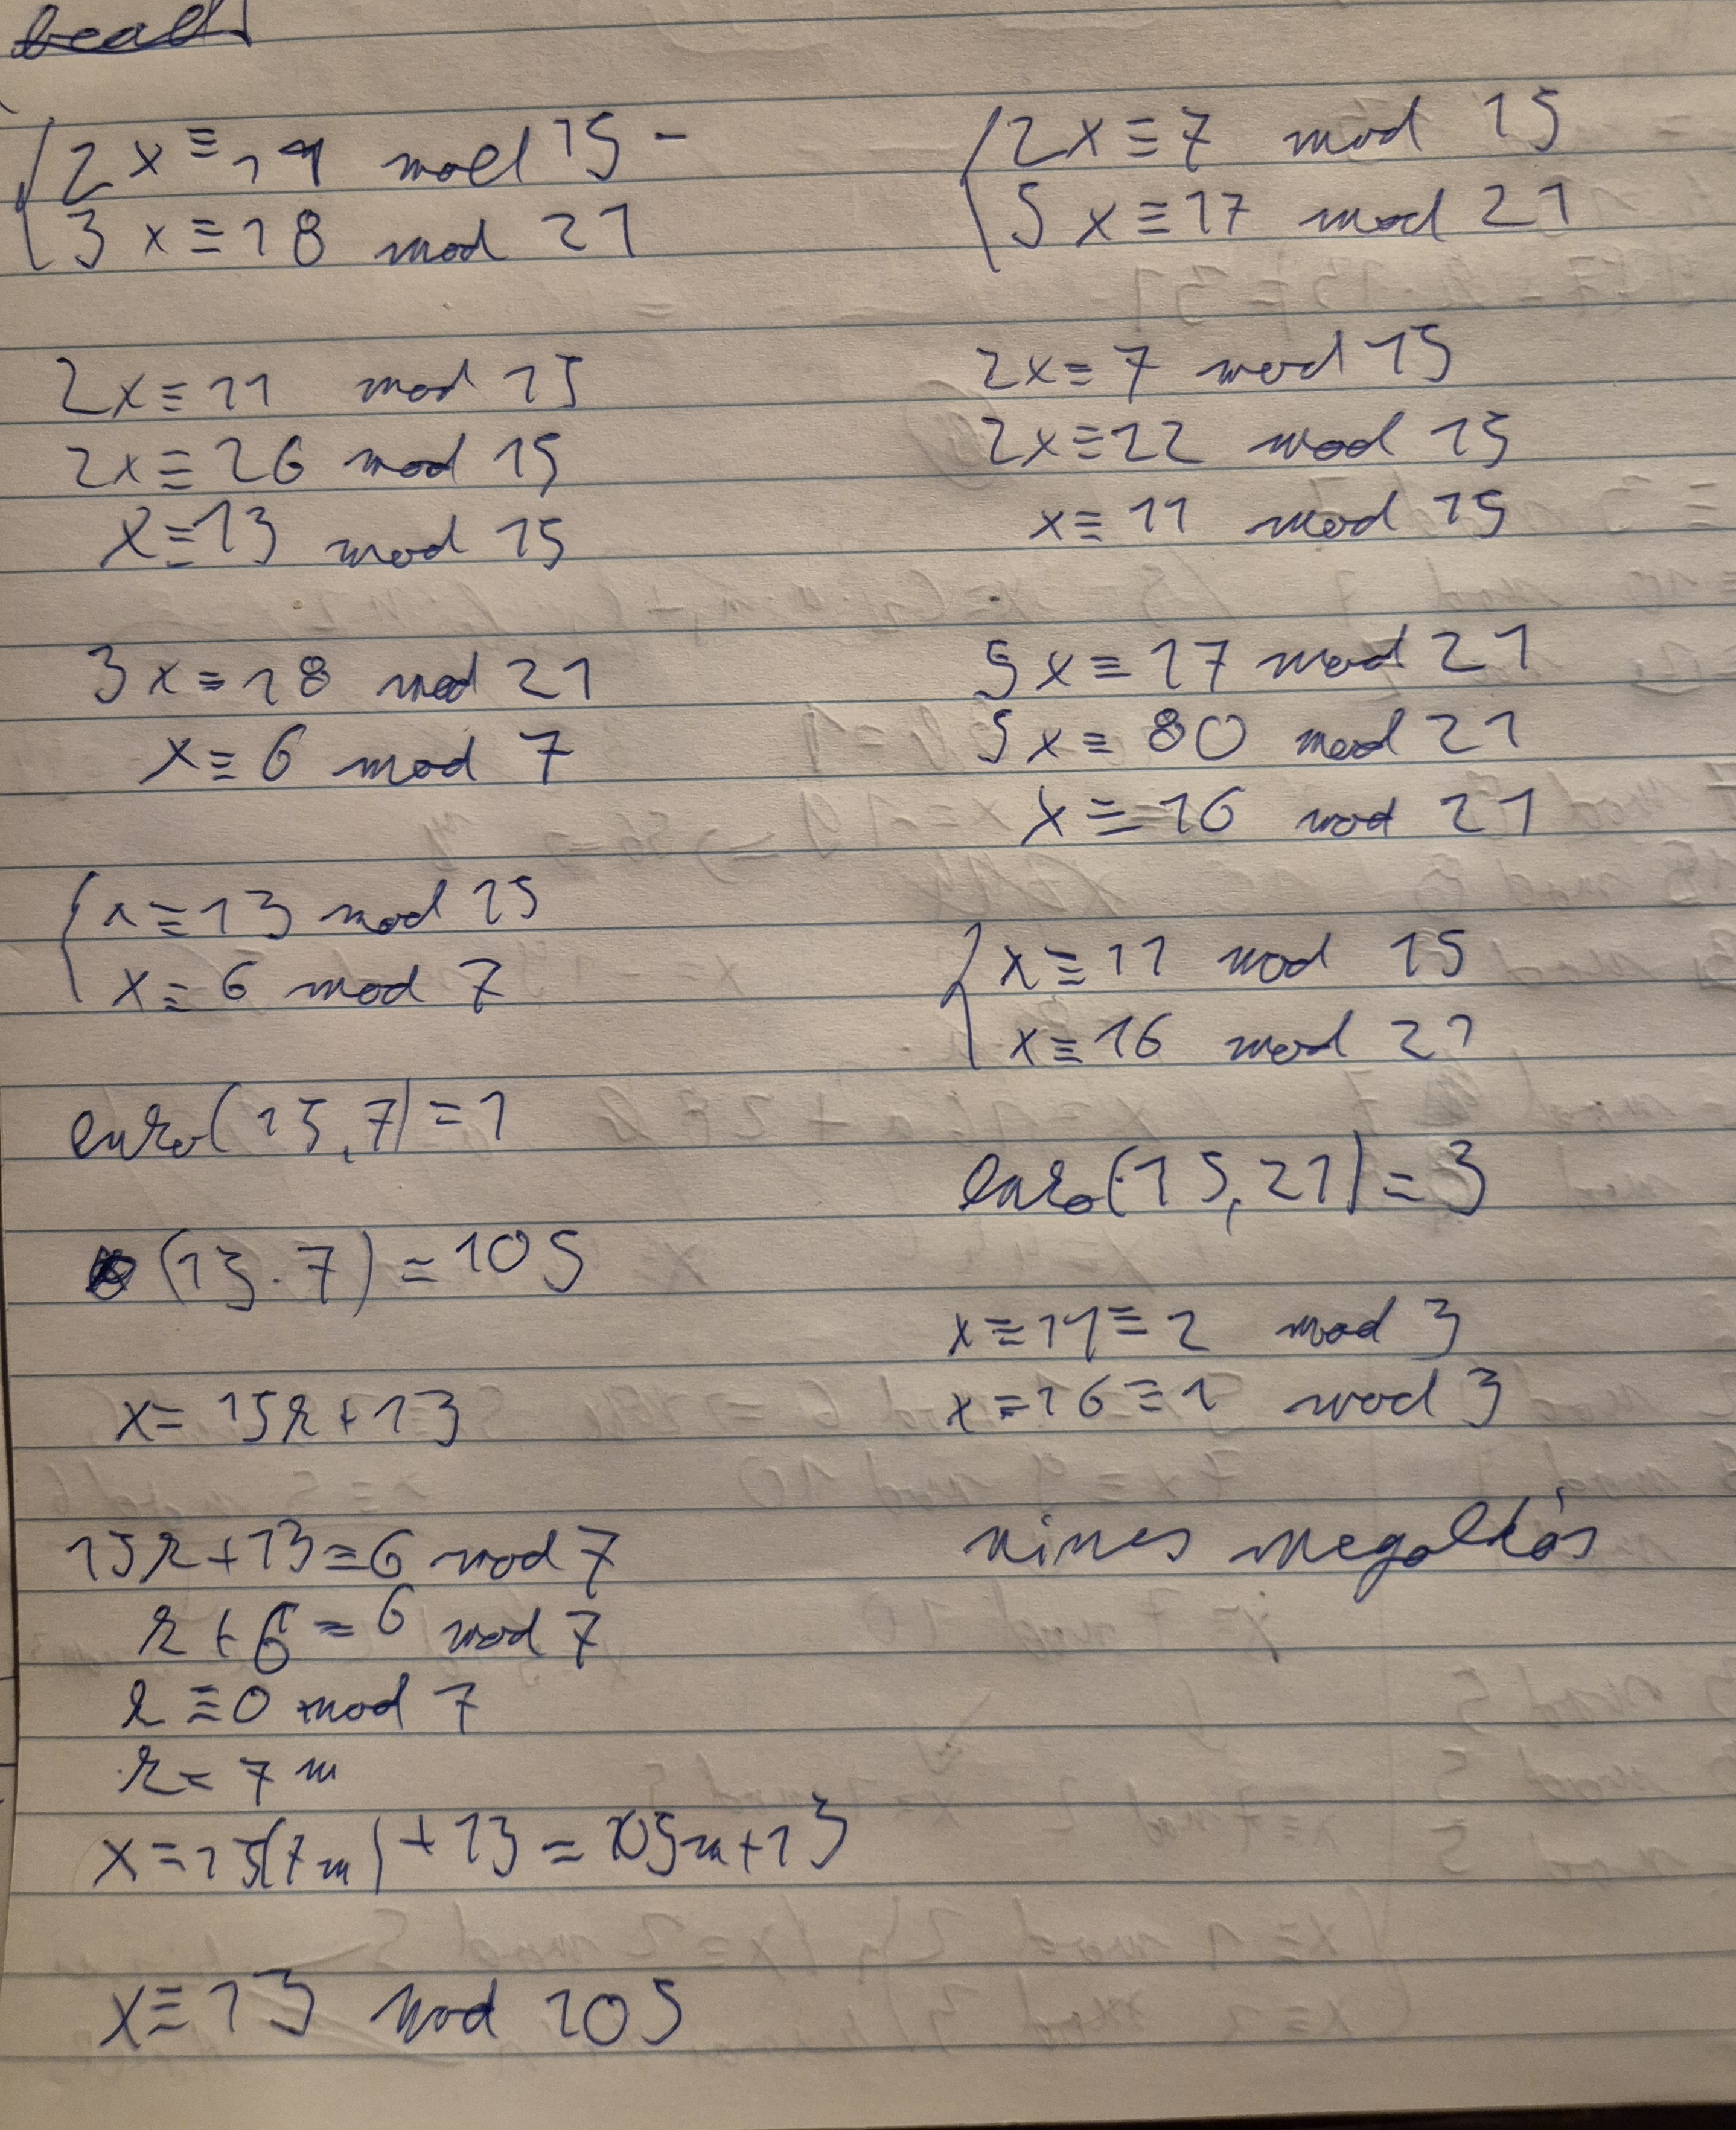 2x ≡ 11 mod 15 -
3x ≡ 18 mod 21
2x ≡ 11 mod 15
2x ≡ 26 mod 15
x ≡ 13 mod 15
3x ≡ 18 mod 21
x ≡ 6 mod 7
x ≡ 13 mod 15
x ≡ 6 mod 7
lnko(15,7) = 1
(15·7) = 105
x = 15k+13
15k+13 ≡ 6 mod 7
k+6 = 6 mod 7
k ≡ 0 mod 7
k = 7m
x = 15(7m)+13 = 105m+13
x ≡ 13 mod 105
2x ≡ 7 mod 15
5x ≡ 17 mod 21
2x ≡ 7 mod 15
2x ≡ 22 mod 15
x ≡ 11 mod 15
5x ≡ 17 mod 21
5x ≡ 80 mod 21
x ≡ 16 mod 21
x ≡ 11 mod 15
x ≡ 16 mod 21
lnko(15,21) = 3
x ≡ 11 ≡ 2 mod 3
x ≡ 16 ≡ 1 mod 3
nincs megoldás